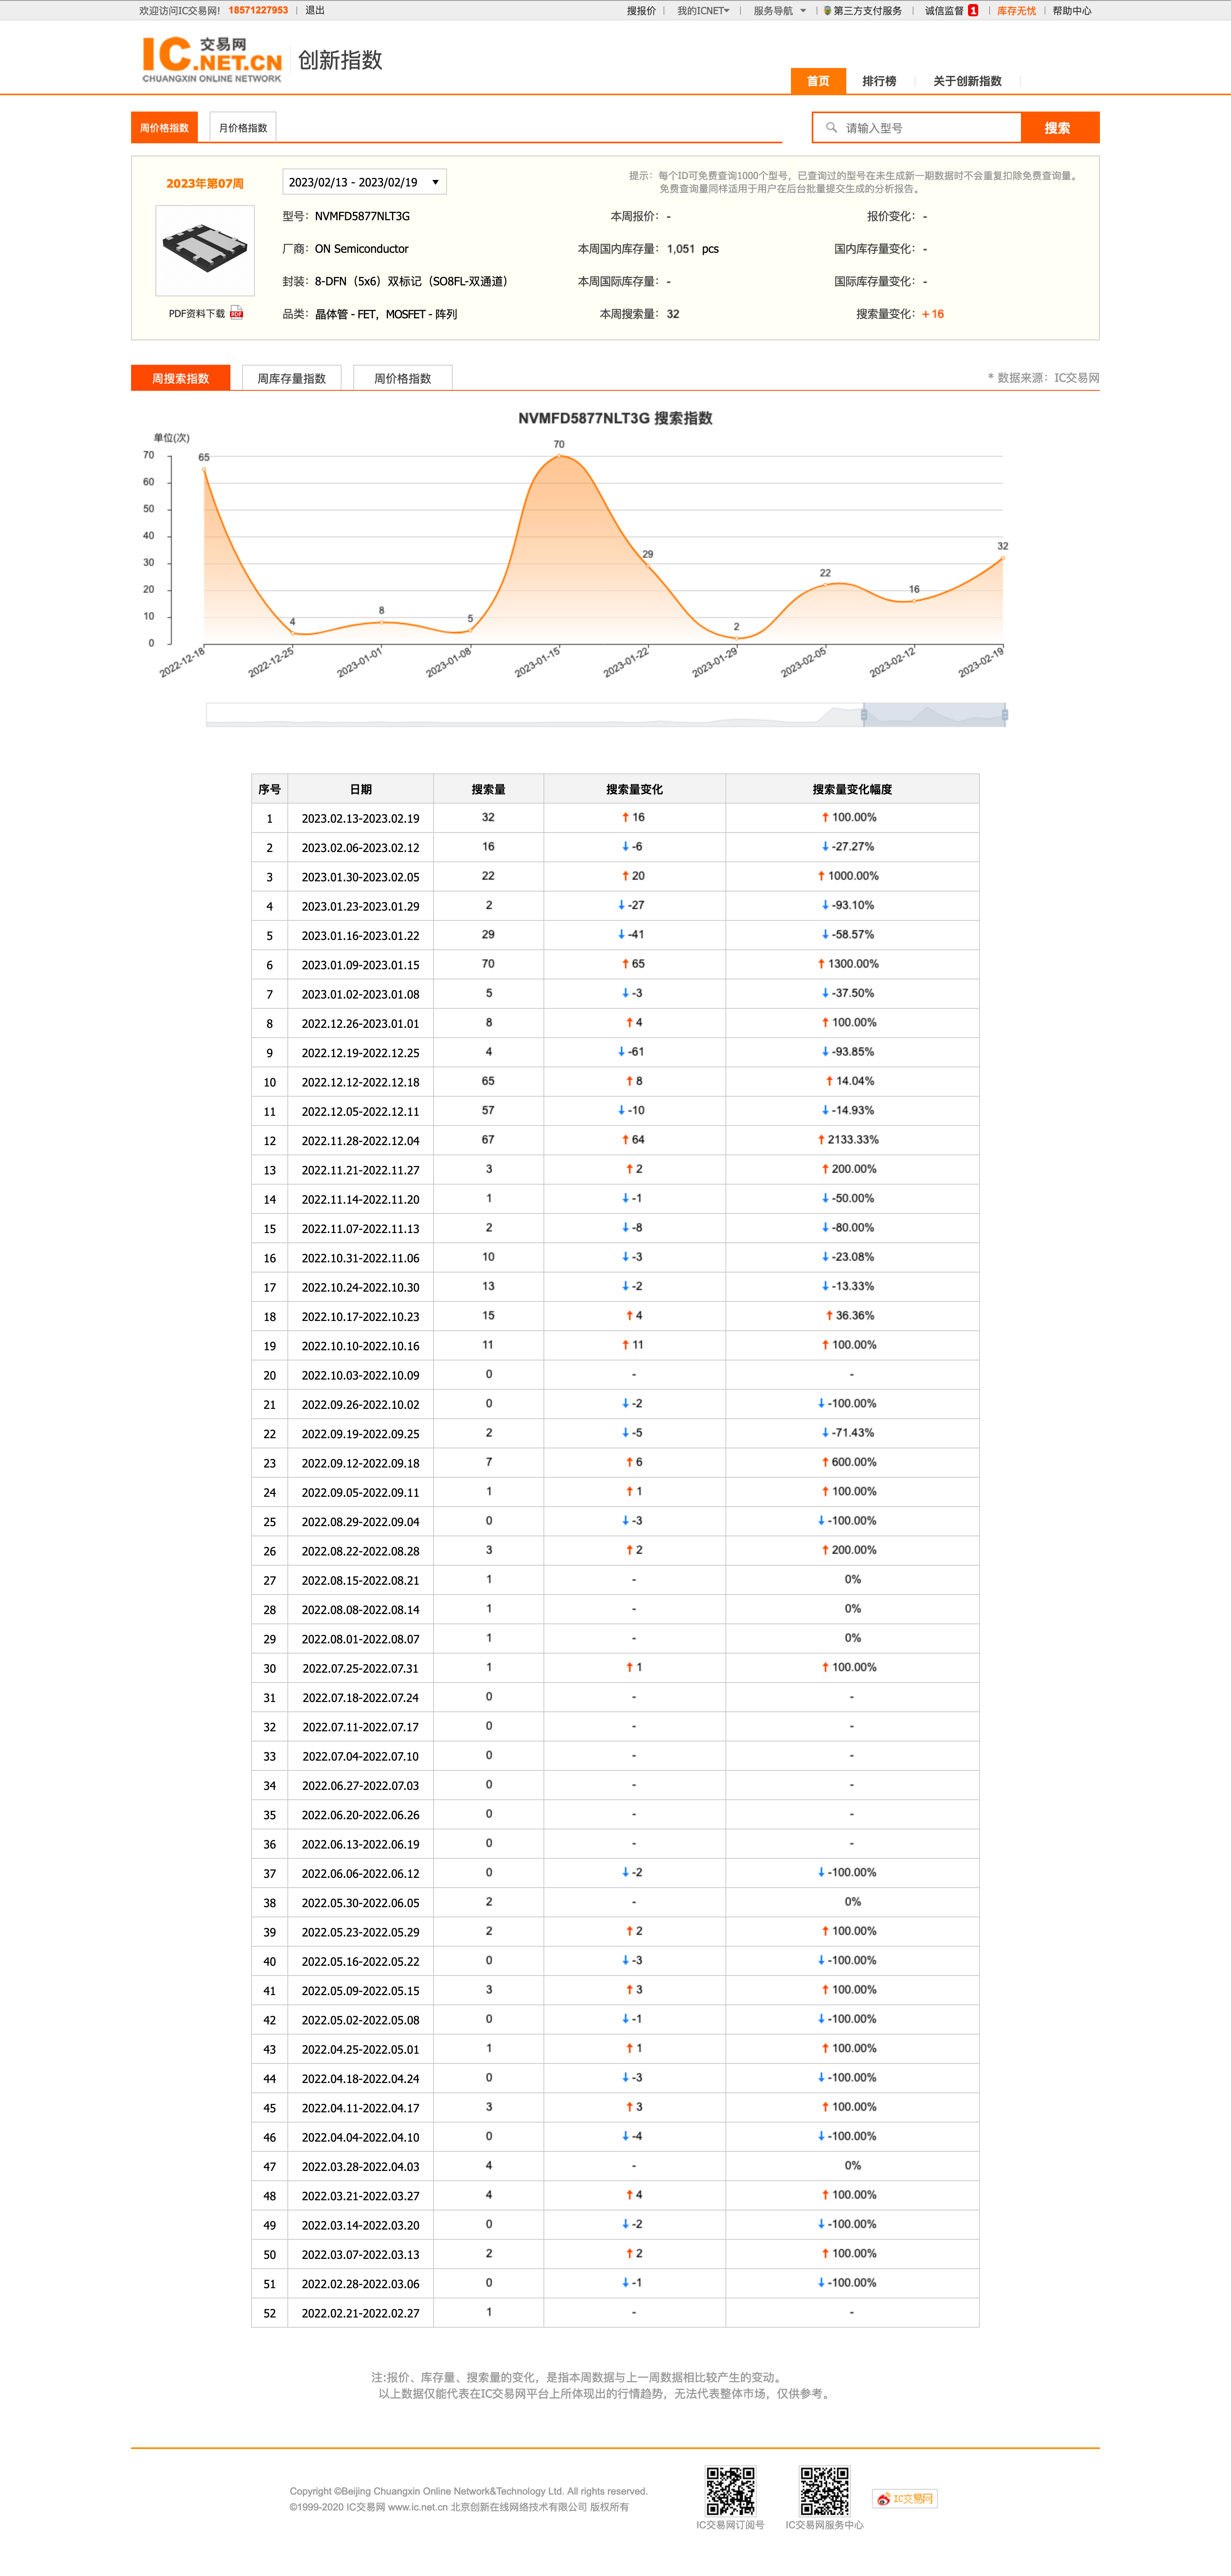 欢迎访问IC交易网! 18571227953 | 退出 搜报价 | 我的ICNET | 服务导航 | 第三方支付服务 | 诚信监督 1 | 库存无忧 | 帮助中心
IC 交易网
.NET.CN
CHUANGXIN ONLINE NETWORK
创新指数
首页 排行榜 关于创新指数
周价格指数 月价格指数 请输入型号 搜索
2023年第07周 2023/02/13 - 2023/02/19
提示：每个ID可免费查询1000个型号，已查询过的型号在未生成新一期数据时不会重复扣除免费查询量。
免费查询量同样适用于用户在后台批量提交生成的分析报告。
型号：NVMFD5877NLT3G 本周报价：- 报价变化：-
厂商：ON Semiconductor 本周国内库存量：1,051 pcs 国内库存量变化：-
封装：8-DFN（5x6）双标记（SO8FL-双通道） 本周国际库存量：- 国际库存量变化：-
PDF资料下载 PDF 品类：晶体管 - FET，MOSFET - 阵列 本周搜索量：32 搜索量变化：+16
周搜索指数 周库存量指数 周价格指数 * 数据来源：IC交易网
NVMFD5877NLT3G 搜索指数
单位(次)
70
60
50
40
30
20
10
0
65 4 8 5 70 29 2 22 16 32
2022-12-18 2022-12-25 2023-01-01 2023-01-08 2023-01-15 2023-01-22 2023-01-29 2023-02-05 2023-02-12 2023-02-19
序号 日期 搜索量 搜索量变化 搜索量变化幅度
1 2023.02.13-2023.02.19 32 ↑ 16 ↑ 100.00%
2 2023.02.06-2023.02.12 16 ↓ -6 ↓ -27.27%
3 2023.01.30-2023.02.05 22 ↑ 20 ↑ 1000.00%
4 2023.01.23-2023.01.29 2 ↓ -27 ↓ -93.10%
5 2023.01.16-2023.01.22 29 ↓ -41 ↓ -58.57%
6 2023.01.09-2023.01.15 70 ↑ 65 ↑ 1300.00%
7 2023.01.02-2023.01.08 5 ↓ -3 ↓ -37.50%
8 2022.12.26-2023.01.01 8 ↑ 4 ↑ 100.00%
9 2022.12.19-2022.12.25 4 ↓ -61 ↓ -93.85%
10 2022.12.12-2022.12.18 65 ↑ 8 ↑ 14.04%
11 2022.12.05-2022.12.11 57 ↓ -10 ↓ -14.93%
12 2022.11.28-2022.12.04 67 ↑ 64 ↑ 2133.33%
13 2022.11.21-2022.11.27 3 ↑ 2 ↑ 200.00%
14 2022.11.14-2022.11.20 1 ↓ -1 ↓ -50.00%
15 2022.11.07-2022.11.13 2 ↓ -8 ↓ -80.00%
16 2022.10.31-2022.11.06 10 ↓ -3 ↓ -23.08%
17 2022.10.24-2022.10.30 13 ↓ -2 ↓ -13.33%
18 2022.10.17-2022.10.23 15 ↑ 4 ↑ 36.36%
19 2022.10.10-2022.10.16 11 ↑ 11 ↑ 100.00%
20 2022.10.03-2022.10.09 0 - -
21 2022.09.26-2022.10.02 0 ↓ -2 ↓ -100.00%
22 2022.09.19-2022.09.25 2 ↓ -5 ↓ -71.43%
23 2022.09.12-2022.09.18 7 ↑ 6 ↑ 600.00%
24 2022.09.05-2022.09.11 1 ↑ 1 ↑ 100.00%
25 2022.08.29-2022.09.04 0 ↓ -3 ↓ -100.00%
26 2022.08.22-2022.08.28 3 ↑ 2 ↑ 200.00%
27 2022.08.15-2022.08.21 1 - 0%
28 2022.08.08-2022.08.14 1 - 0%
29 2022.08.01-2022.08.07 1 - 0%
30 2022.07.25-2022.07.31 1 ↑ 1 ↑ 100.00%
31 2022.07.18-2022.07.24 0 - -
32 2022.07.11-2022.07.17 0 - -
33 2022.07.04-2022.07.10 0 - -
34 2022.06.27-2022.07.03 0 - -
35 2022.06.20-2022.06.26 0 - -
36 2022.06.13-2022.06.19 0 - -
37 2022.06.06-2022.06.12 0 ↓ -2 ↓ -100.00%
38 2022.05.30-2022.06.05 2 - 0%
39 2022.05.23-2022.05.29 2 ↑ 2 ↑ 100.00%
40 2022.05.16-2022.05.22 0 ↓ -3 ↓ -100.00%
41 2022.05.09-2022.05.15 3 ↑ 3 ↑ 100.00%
42 2022.05.02-2022.05.08 0 ↓ -1 ↓ -100.00%
43 2022.04.25-2022.05.01 1 ↑ 1 ↑ 100.00%
44 2022.04.18-2022.04.24 0 ↓ -3 ↓ -100.00%
45 2022.04.11-2022.04.17 3 ↑ 3 ↑ 100.00%
46 2022.04.04-2022.04.10 0 ↓ -4 ↓ -100.00%
47 2022.03.28-2022.04.03 4 - 0%
48 2022.03.21-2022.03.27 4 ↑ 4 ↑ 100.00%
49 2022.03.14-2022.03.20 0 ↓ -2 ↓ -100.00%
50 2022.03.07-2022.03.13 2 ↑ 2 ↑ 100.00%
51 2022.02.28-2022.03.06 0 ↓ -1 ↓ -100.00%
52 2022.02.21-2022.02.27 1 - -
注:报价、库存量、搜索量的变化，是指本周数据与上一周数据相比较产生的变动。
以上数据仅能代表在IC交易网平台上所体现出的行情趋势，无法代表整体市场，仅供参考。
Copyright ©Beijing Chuangxin Online Network&Technology Ltd. All rights reserved.
©1999-2020 IC交易网 www.ic.net.cn 北京创新在线网络技术有限公司 版权所有
IC交易网订阅号 IC交易网服务中心 IC交易网